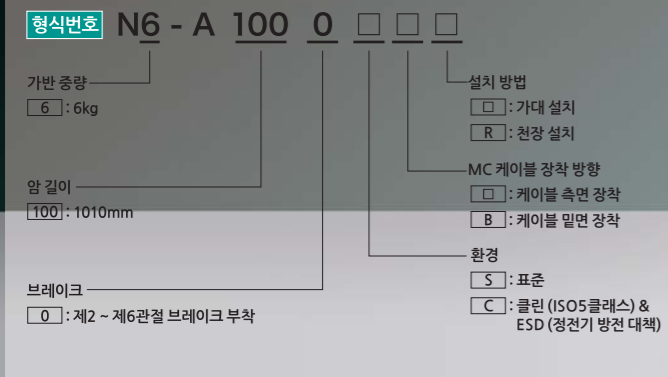 형식번호 N6 - A 100 0 □ □ □
가반 중량
6 : 6kg
암 길이
100 : 1010mm
브레이크
0 : 제2 ~ 제6관절 브레이크 부착
설치 방법
□ : 가대 설치
R : 천장 설치
MC 케이블 장착 방향
□ : 케이블 측면 장착
B : 케이블 밑면 장착
환경
S : 표준
C : 클린 (ISO5클래스) &
ESD (정전기 방전 대책)